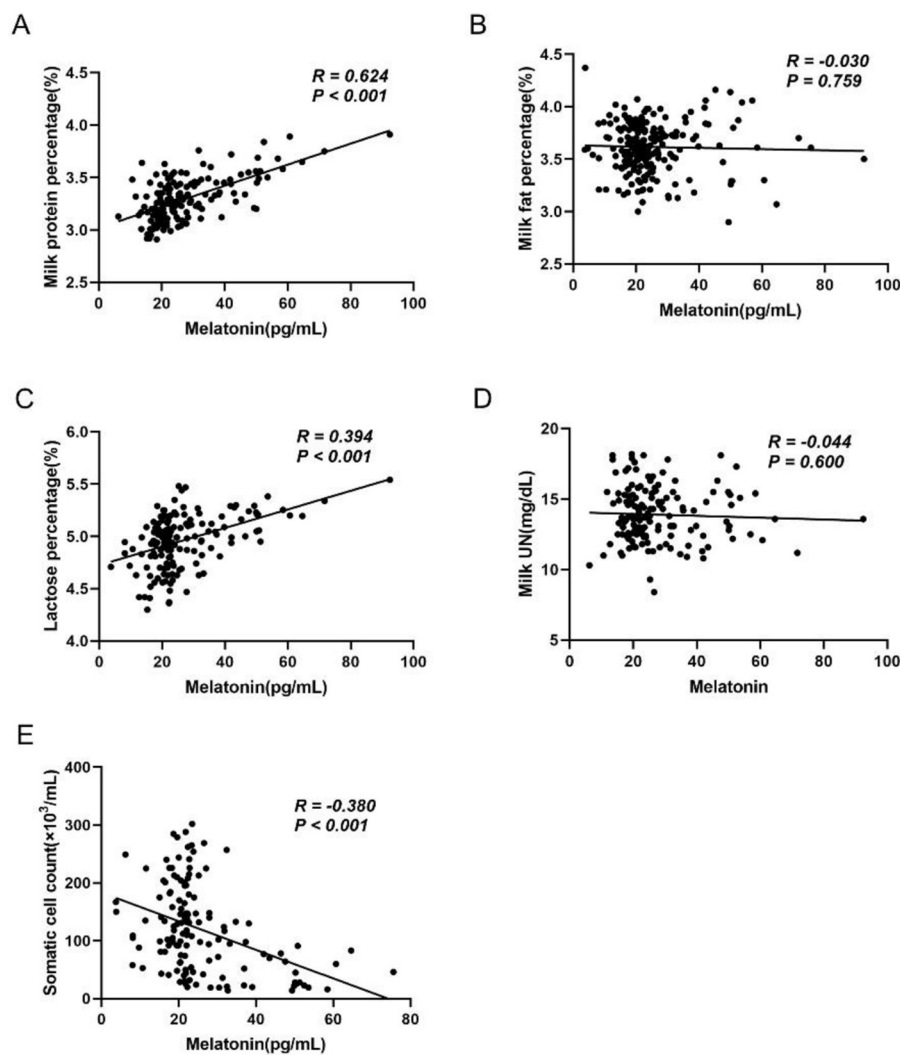 A
R = 0.624
P < 0.001
Milk protein percentage(%)
4.5
4.0
3.5
3.0
2.5
0 20 40 60 80 100
Melatonin(pg/mL)
B
R = -0.030
P = 0.759
Milk fat percentage(%)
4.5
4.0
3.5
3.0
2.5
0 20 40 60 80 100
Melatonin(pg/mL)
C
R = 0.394
P < 0.001
Lactose percentage(%)
6.0
5.5
5.0
4.5
4.0
0 20 40 60 80 100
Melatonin(pg/mL)
D
R = -0.044
P = 0.600
Milk UN(mg/dL)
20
15
10
5
0 20 40 60 80 100
Melatonin
E
R = -0.380
P < 0.001
Somatic cell count(×10³/mL)
400
300
200
100
0
0 20 40 60 80
Melatonin(pg/mL)